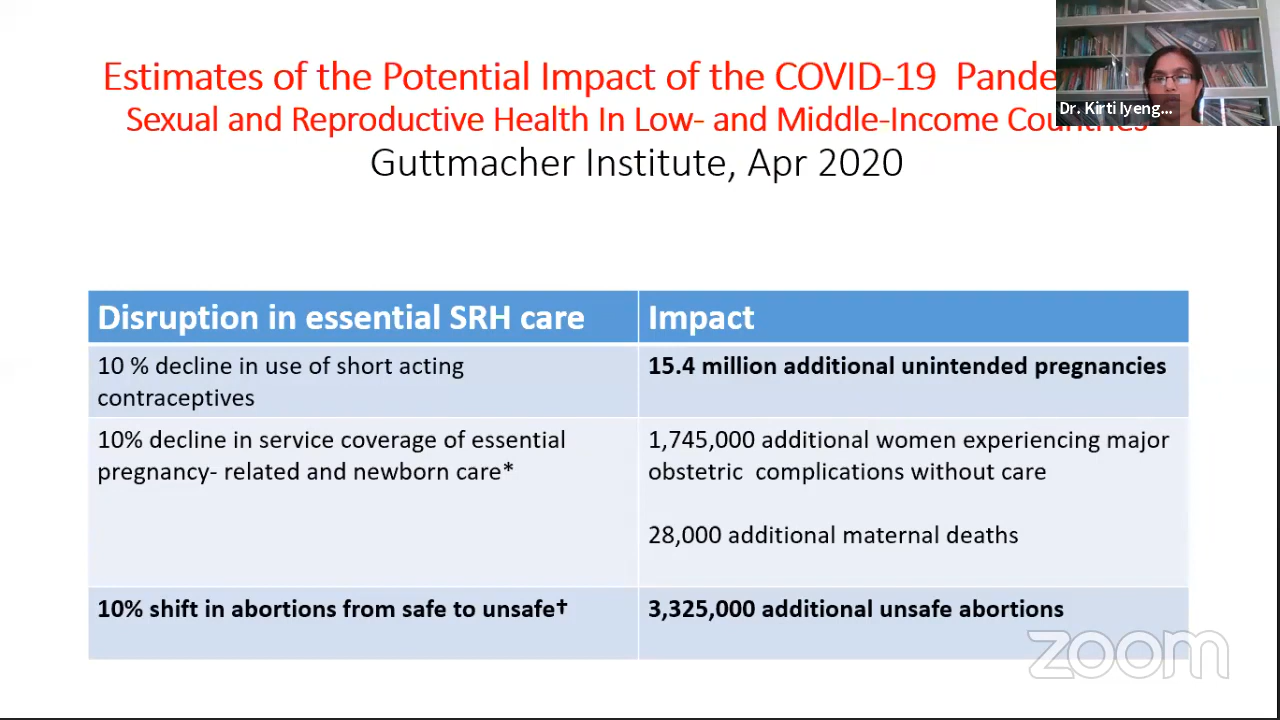 Estimates of the Potential Impact of the COVID-19 Pande
Sexual and Reproductive Health In Low- and Middle-Income Countries
Guttmacher Institute, Apr 2020
Dr. Kirti Iyeng...
Disruption in essential SRH care
Impact
10 % decline in use of short acting
contraceptives
15.4 million additional unintended pregnancies
10% decline in service coverage of essential
pregnancy- related and newborn care*
1,745,000 additional women experiencing major
obstetric complications without care
28,000 additional maternal deaths
10% shift in abortions from safe to unsafe†
3,325,000 additional unsafe abortions
zoom